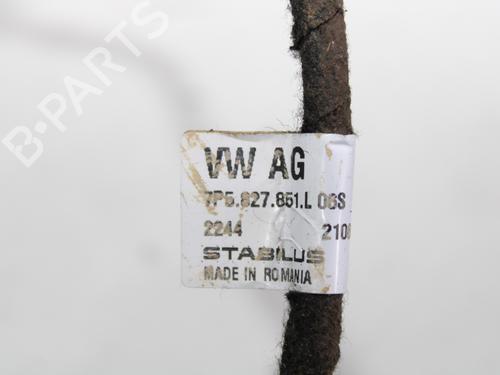 B-PARTS
VW AG
7P5.827.851.L 06S
2244 210
STABILUS
MADE IN ROMANIA